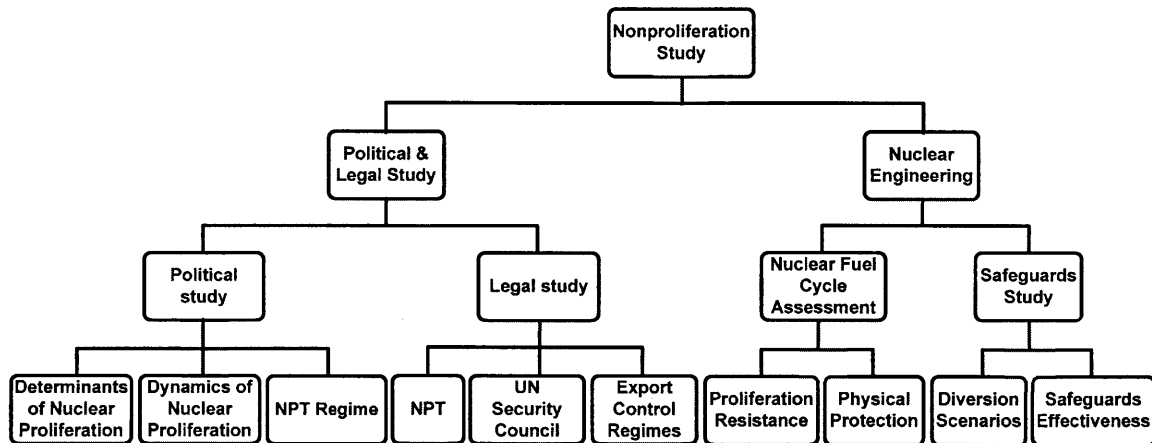 Nonproliferation
Study
Political &
Legal Study
Nuclear
Engineering
Political
study
Legal study
Nuclear Fuel
Cycle
Assessment
Safeguards
Study
Determinants
of Nuclear
Proliferation
Dynamics of
Nuclear
Proliferation
NPT Regime
NPT
UN
Security
Council
Export
Control
Regimes
Proliferation
Resistance
Physical
Protection
Diversion
Scenarios
Safeguards
Effectiveness